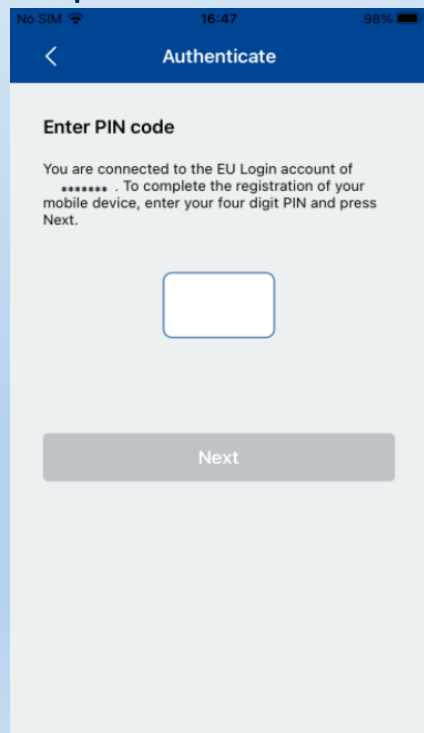 No SIM 16:47 98%
Authenticate
Enter PIN code
You are connected to the EU Login account of
******* . To complete the registration of your
mobile device, enter your four digit PIN and press
Next.
Next